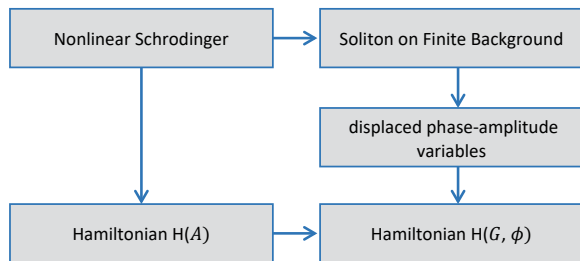 Nonlinear Schrodinger
Soliton on Finite Background
displaced phase-amplitude
variables
Hamiltonian H(A)
Hamiltonian H(G, ϕ)